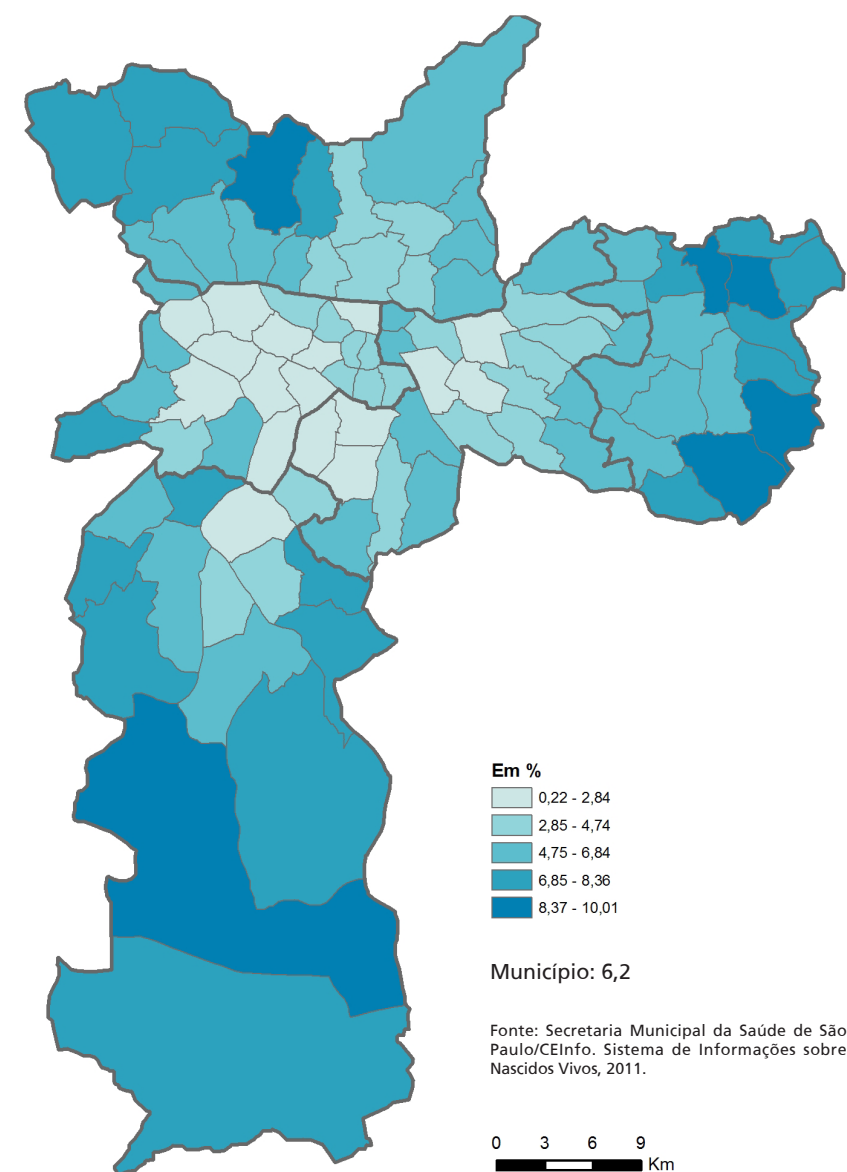 Em %
0,22 - 2,84
2,85 - 4,74
4,75 - 6,84
6,85 - 8,36
8,37 - 10,01
Município: 6,2
Fonte: Secretaria Municipal da Saúde de São
Paulo/CEInfo. Sistema de Informações sobre
Nascidos Vivos, 2011.
0 3 6 9
Km